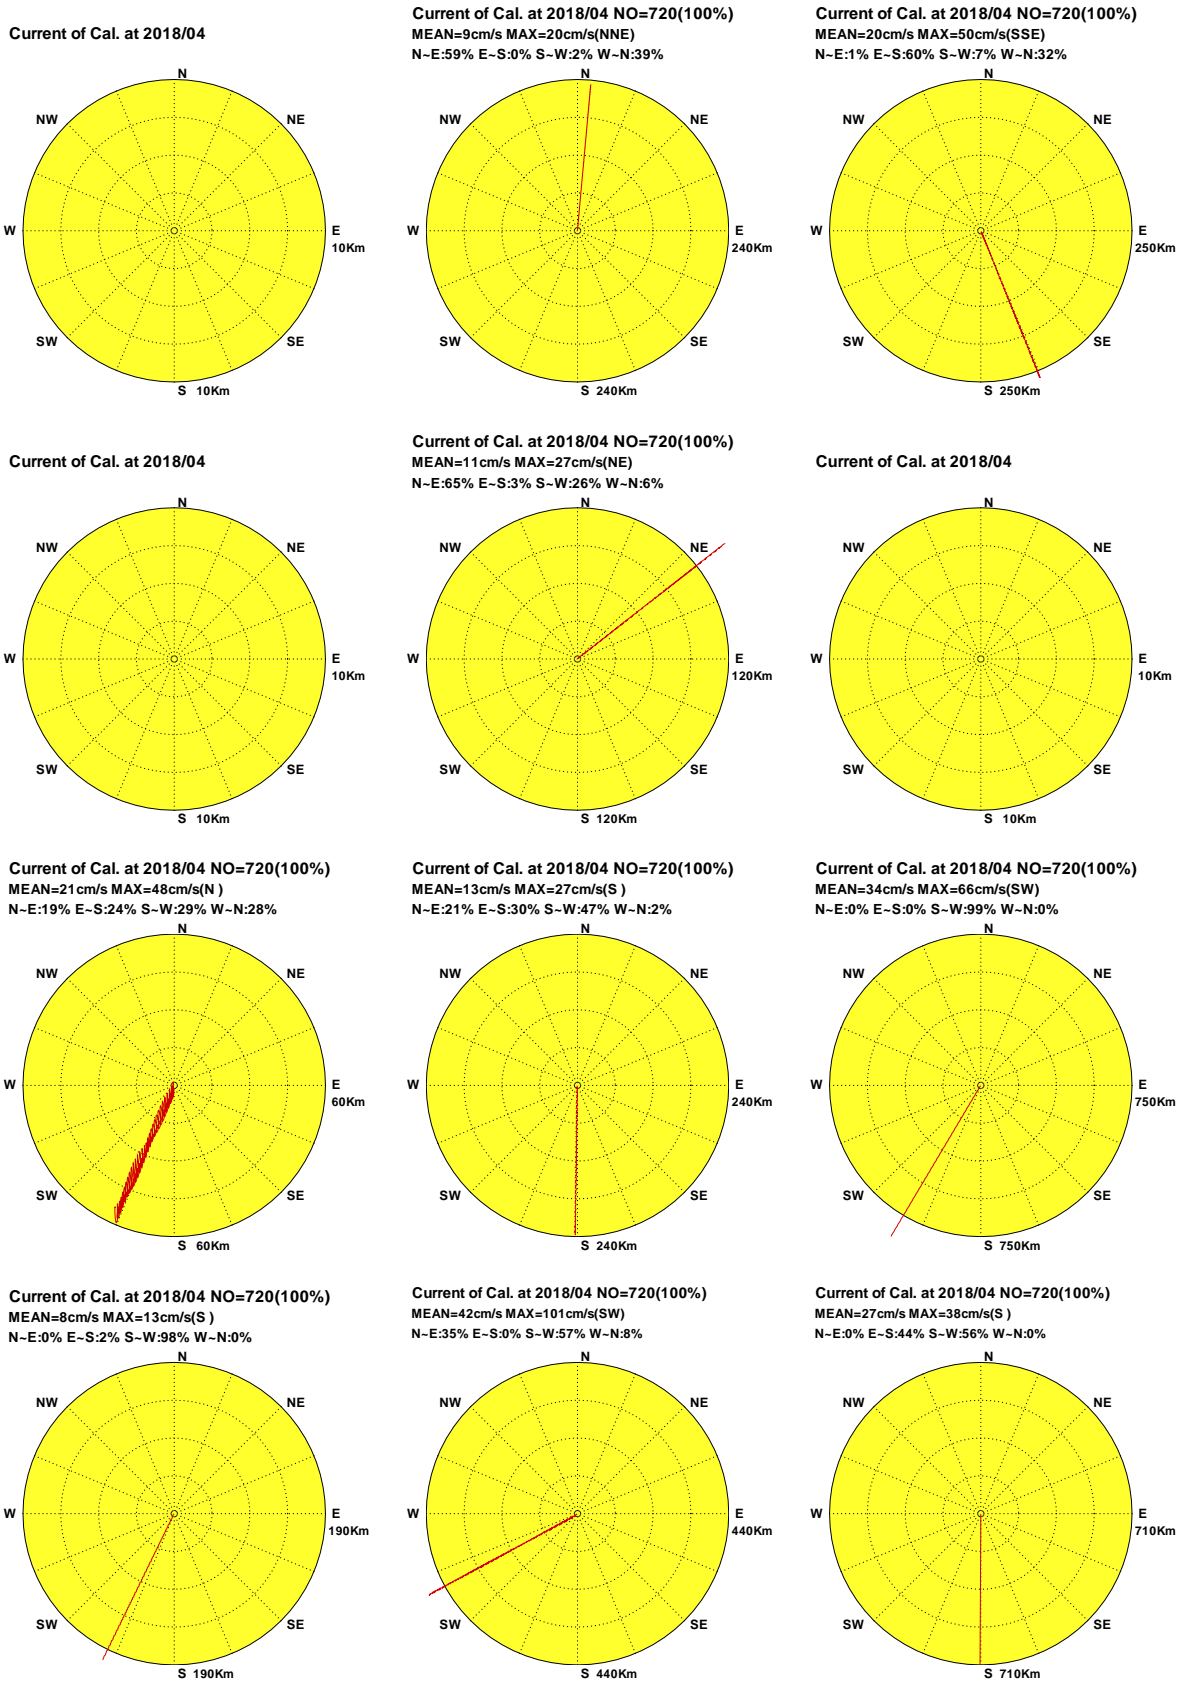 Current of Cal. at 2018/04
N
NW
NE
W
E
10Km
SW
SE
S 10Km
Current of Cal. at 2018/04 NO=720(100%)
MEAN=9cm/s MAX=20cm/s(NNE)
N~E:59% E~S:0% S~W:2% W~N:39%
N
NW
NE
W
E
240Km
SW
SE
S 240Km
Current of Cal. at 2018/04 NO=720(100%)
MEAN=20cm/s MAX=50cm/s(SSE)
N~E:1% E~S:60% S~W:7% W~N:32%
N
NW
NE
W
E
250Km
SW
SE
S 250Km
Current of Cal. at 2018/04
N
NW
NE
W
E
10Km
SW
SE
S 10Km
Current of Cal. at 2018/04 NO=720(100%)
MEAN=11cm/s MAX=27cm/s(NE)
N~E:65% E~S:3% S~W:26% W~N:6%
N
NW
NE
W
E
120Km
SW
SE
S 120Km
Current of Cal. at 2018/04
N
NW
NE
W
E
10Km
SW
SE
S 10Km
Current of Cal. at 2018/04 NO=720(100%)
MEAN=21cm/s MAX=48cm/s(N )
N~E:19% E~S:24% S~W:29% W~N:28%
N
NW
NE
W
E
60Km
SW
SE
S 60Km
Current of Cal. at 2018/04 NO=720(100%)
MEAN=13cm/s MAX=27cm/s(S )
N~E:21% E~S:30% S~W:47% W~N:2%
N
NW
NE
W
E
240Km
SW
SE
S 240Km
Current of Cal. at 2018/04 NO=720(100%)
MEAN=34cm/s MAX=66cm/s(SW)
N~E:0% E~S:0% S~W:99% W~N:0%
N
NW
NE
W
E
750Km
SW
SE
S 750Km
Current of Cal. at 2018/04 NO=720(100%)
MEAN=8cm/s MAX=13cm/s(S )
N~E:0% E~S:2% S~W:98% W~N:0%
N
NW
NE
W
E
190Km
SW
SE
S 190Km
Current of Cal. at 2018/04 NO=720(100%)
MEAN=42cm/s MAX=101cm/s(SW)
N~E:35% E~S:0% S~W:57% W~N:8%
N
NW
NE
W
E
440Km
SW
SE
S 440Km
Current of Cal. at 2018/04 NO=720(100%)
MEAN=27cm/s MAX=38cm/s(S )
N~E:0% E~S:44% S~W:56% W~N:0%
N
NW
NE
W
E
710Km
SW
SE
S 710Km